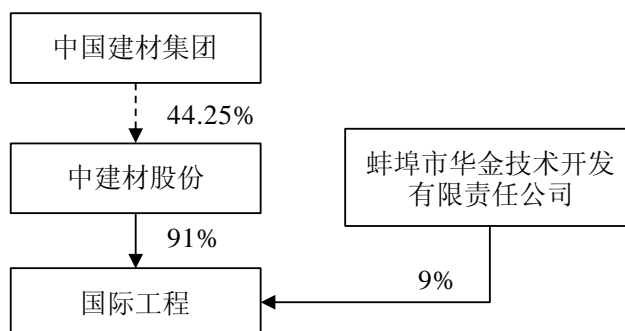 中国建材集团
44.25%
中建材股份
蚌埠市华金技术开发
有限责任公司
91%
9%
国际工程